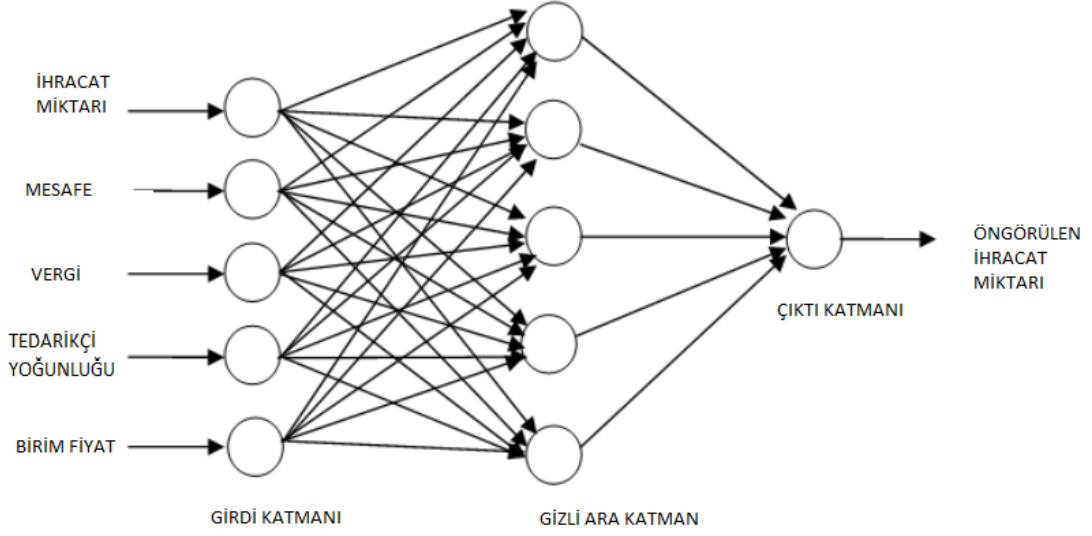 İHRACAT
MİKTARI
MESAFE
VERGİ
TEDARİKÇİ
YOĞUNLUĞU
BİRİM FİYAT
GİRDİ KATMANI
GİZLİ ARA KATMAN
ÇIKTI KATMANI
ÖNGÖRÜLEN
İHRACAT
MİKTARI